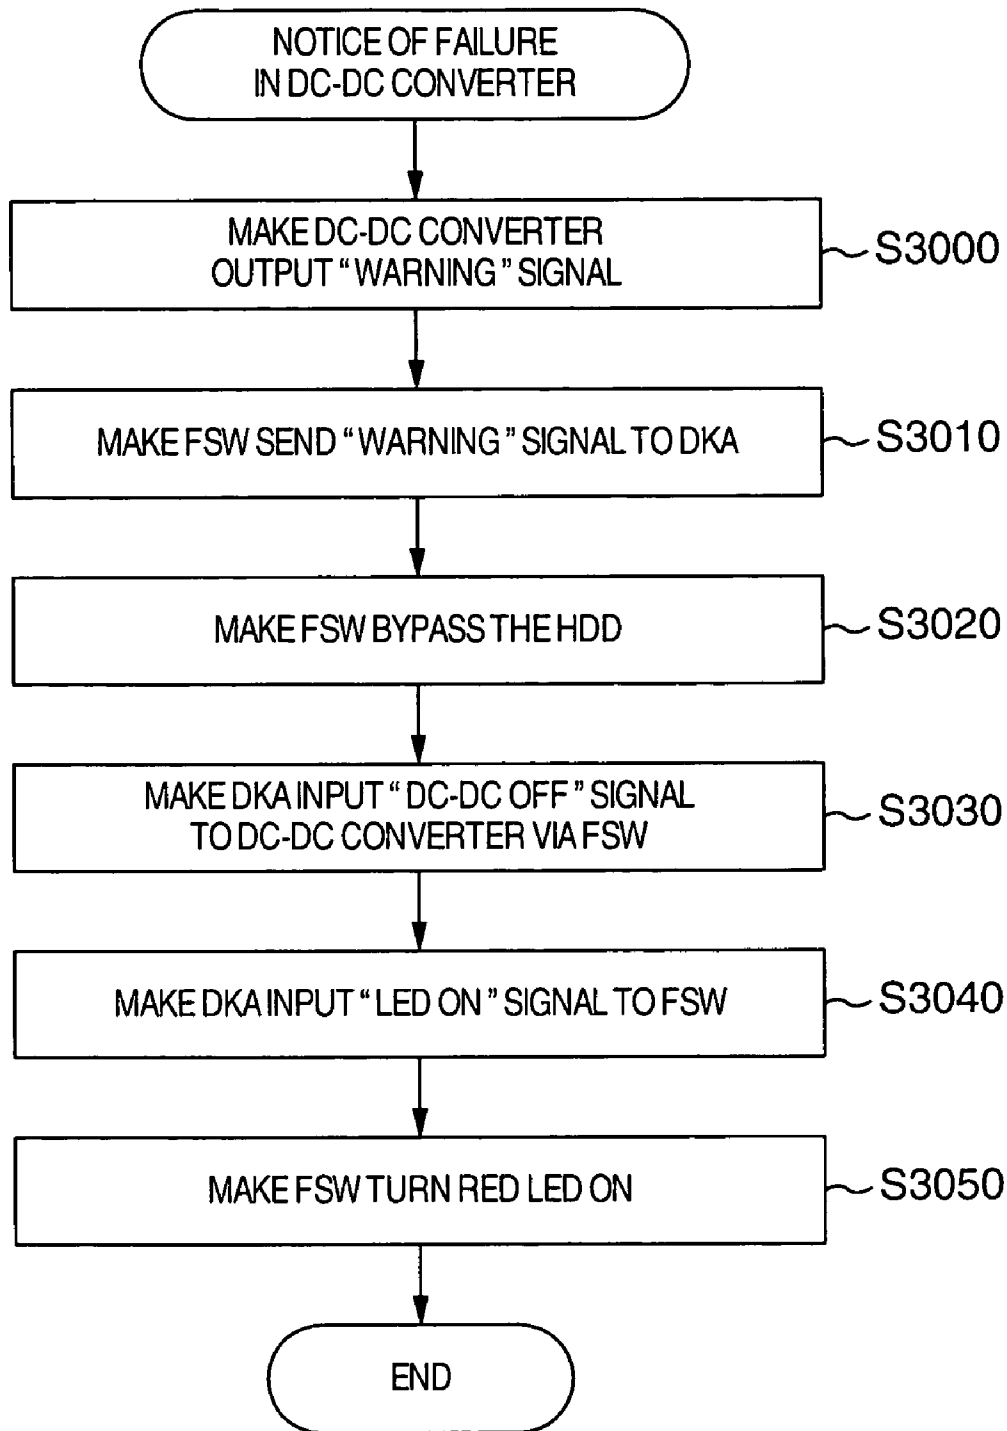 NOTICE OF FAILURE
IN DC-DC CONVERTER
MAKE DC-DC CONVERTER
OUTPUT “WARNING” SIGNAL
S3000
MAKE FSW SEND “WARNING” SIGNAL TO DKA
S3010
MAKE FSW BYPASS THE HDD
S3020
MAKE DKA INPUT “DC-DC OFF” SIGNAL
TO DC-DC CONVERTER VIA FSW
S3030
MAKE DKA INPUT “LED ON” SIGNAL TO FSW
S3040
MAKE FSW TURN RED LED ON
S3050
END